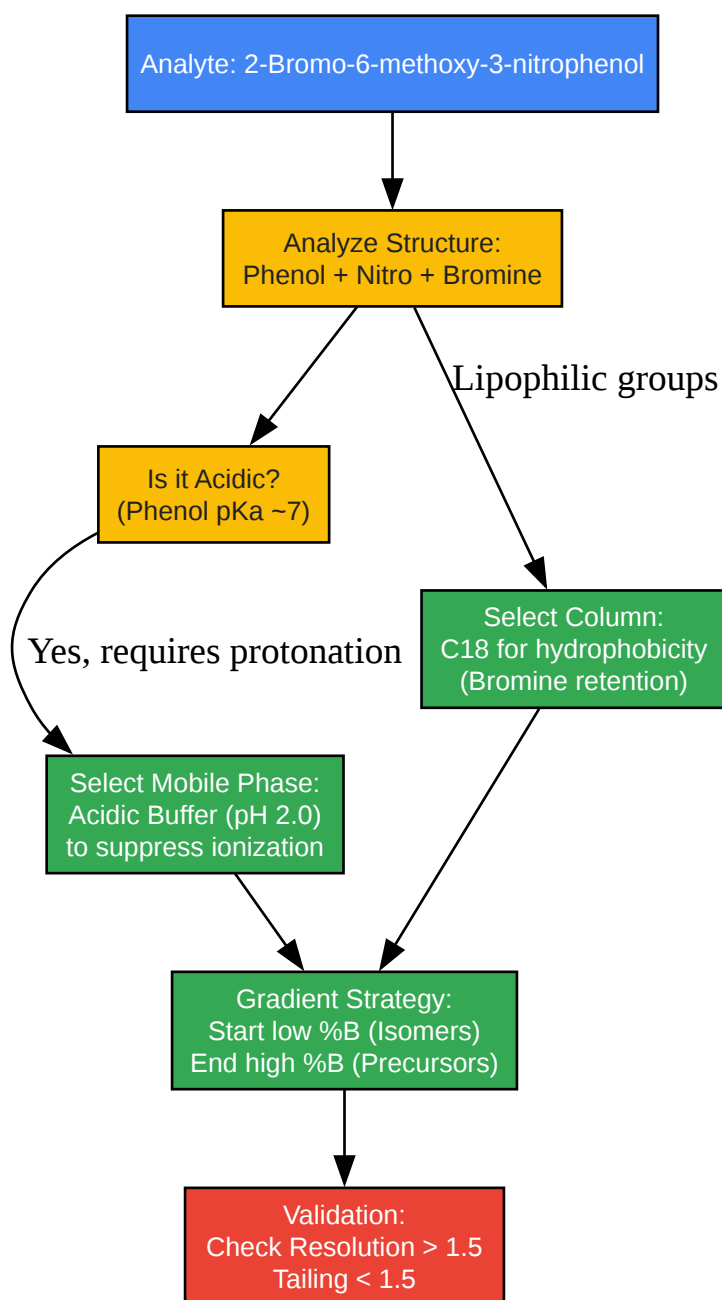 Analyte: 2-Bromo-6-methoxy-3-nitrophenol
Analyze Structure:
Phenol + Nitro + Bromine
Lipophilic groups
Is it Acidic?
(Phenol pKa ~7)
Yes, requires protonation
Select Column:
C18 for hydrophobicity
(Bromine retention)
Select Mobile Phase:
Acidic Buffer (pH 2.0)
to suppress ionization
Gradient Strategy:
Start low %B (Isomers)
End high %B (Precursors)
Validation:
Check Resolution > 1.5
Tailing < 1.5